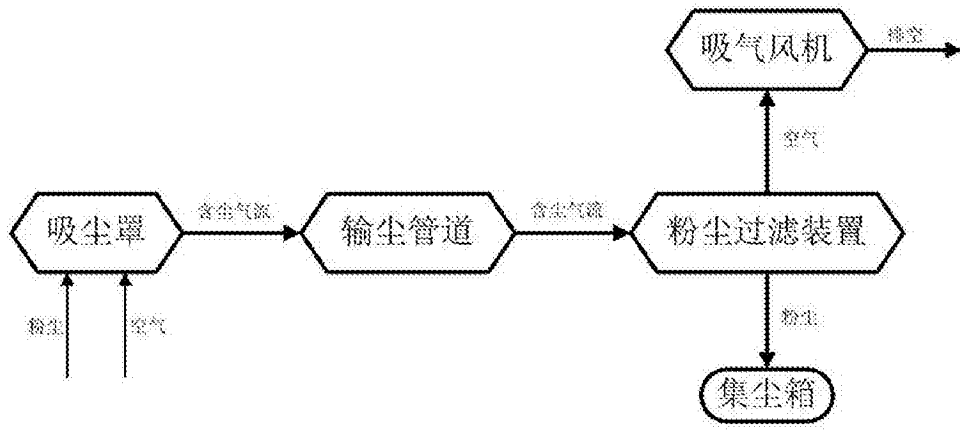 吸气风机
排空
空气
吸尘罩
含尘气流
输尘管道
含尘气流
粉尘过滤装置
粉尘
空气
粉尘
集尘箱